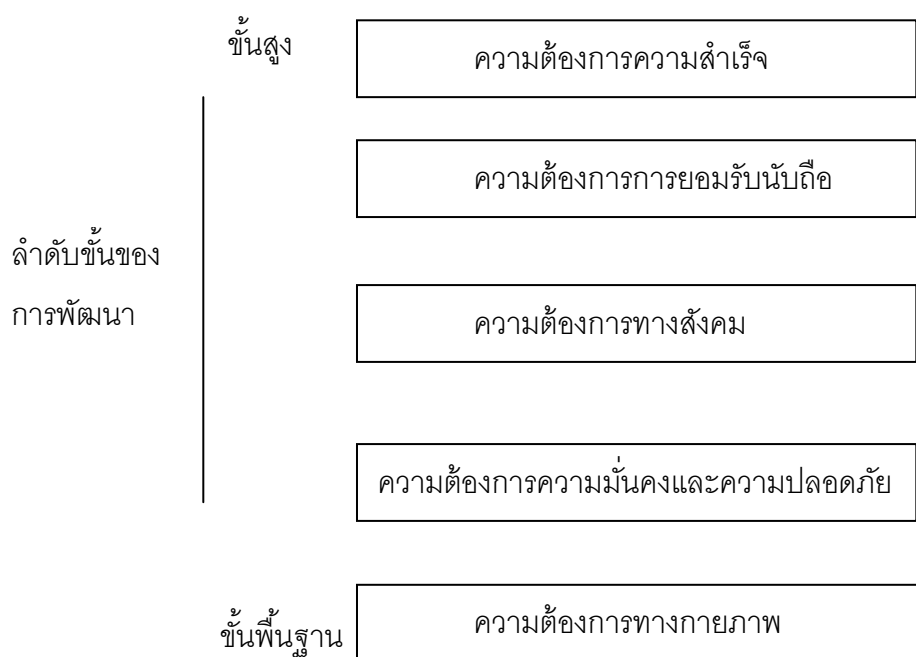 ขั้นสูง
ความต้องการความสำเร็จ
ความต้องการการยอมรับนับถือ
ลำดับขั้นของ
การพัฒนา
ความต้องการทางสังคม
ความต้องการความมั่นคงและความปลอดภัย
ขั้นพื้นฐาน
ความต้องการทางกายภาพ